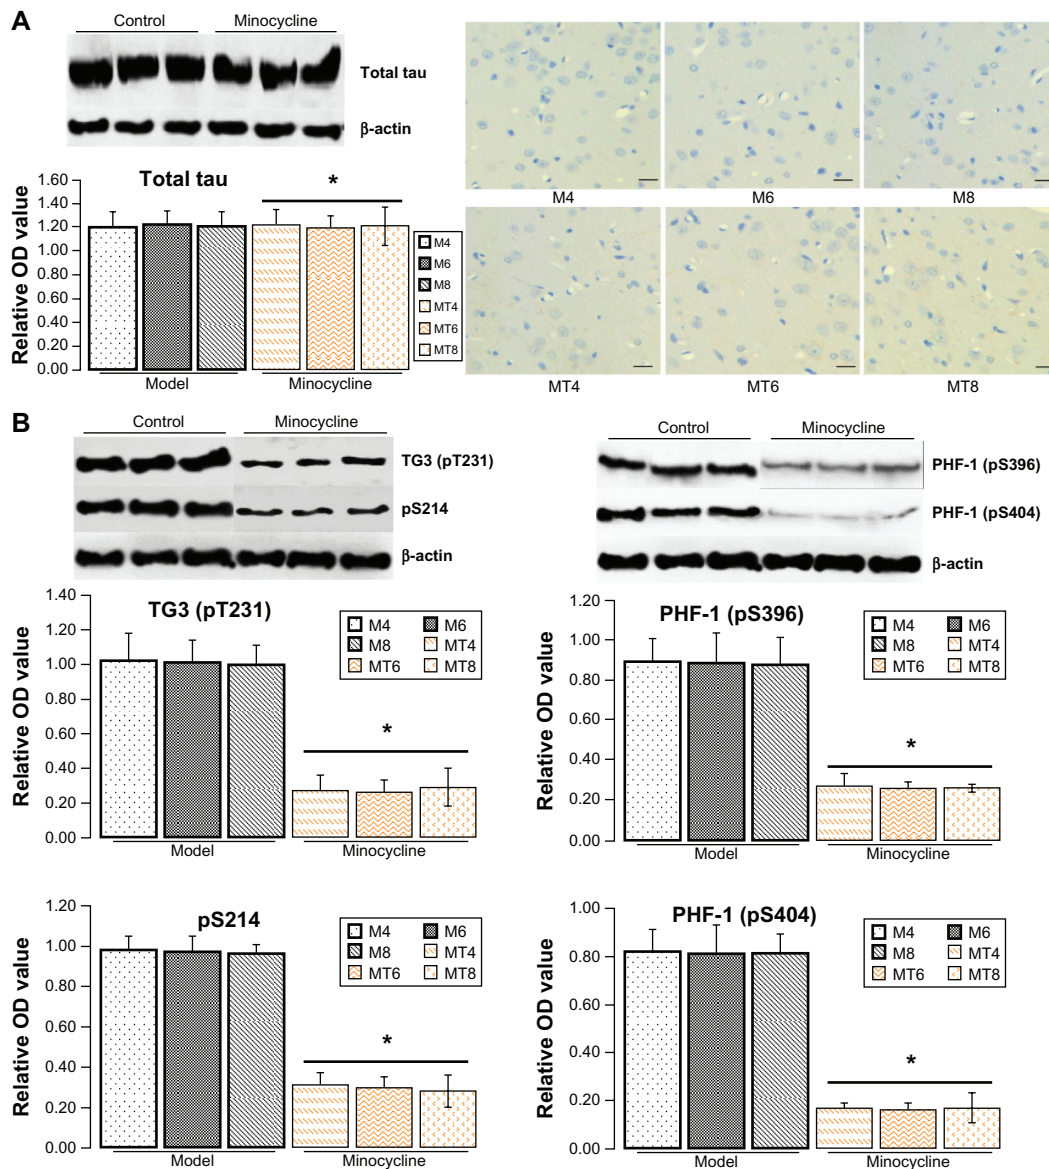 A
Control Minocycline
Total tau
β-actin
Total tau
*
Relative OD value
1.60
1.40
1.20
1.00
0.80
0.60
0.40
0.20
0.00
Model Minocycline
M4
M6
M8
MT4
MT6
MT8
M4 M6 M8
MT4 MT6 MT8
B
Control Minocycline
TG3 (pT231)
pS214
β-actin
Control Minocycline
PHF-1 (pS396)
PHF-1 (pS404)
β-actin
TG3 (pT231)
Relative OD value
1.40
1.20
1.00
0.80
0.60
0.40
0.20
0.00
M4 M6
M8 MT4
MT6 MT8
*
Model Minocycline
PHF-1 (pS396)
Relative OD value
1.20
1.00
0.80
0.60
0.40
0.20
0.00
M4 M6
M8 MT4
MT6 MT8
*
Model Minocycline
pS214
Relative OD value
1.20
1.00
0.80
0.60
0.40
0.20
0.00
M4 M6
M8 MT4
MT6 MT8
*
Model Minocycline
PHF-1 (pS404)
Relative OD value
1.00
0.80
0.60
0.40
0.20
0.00
M4 M6
M8 MT4
MT6 MT8
*
Model Minocycline